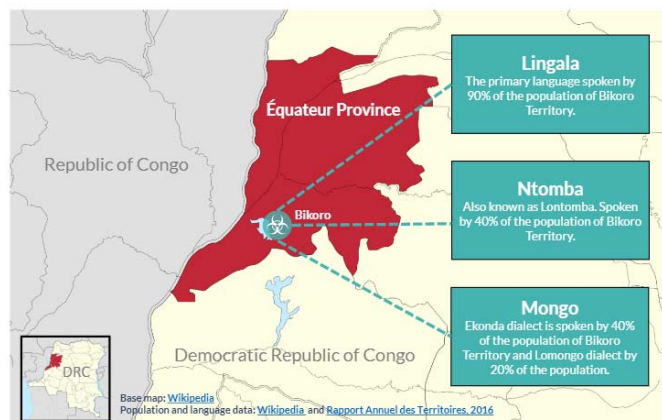 Équateur Province
Republic of Congo
Bikoro
Democratic Republic of Congo
DRC
Lingala
The primary language spoken by
90% of the population of Bikoro
Territory.
Ntomba
Also known as Lontomba. Spoken
by 40% of the population of Bikoro
Territory.
Mongo
Ekonda dialect is spoken by 40%
of the population of Bikoro
Territory and Lomongo dialect by
20% of the population.
Base map: Wikipedia
Population and language data: Wikipedia and Rapport Annuel des Territoires, 2016